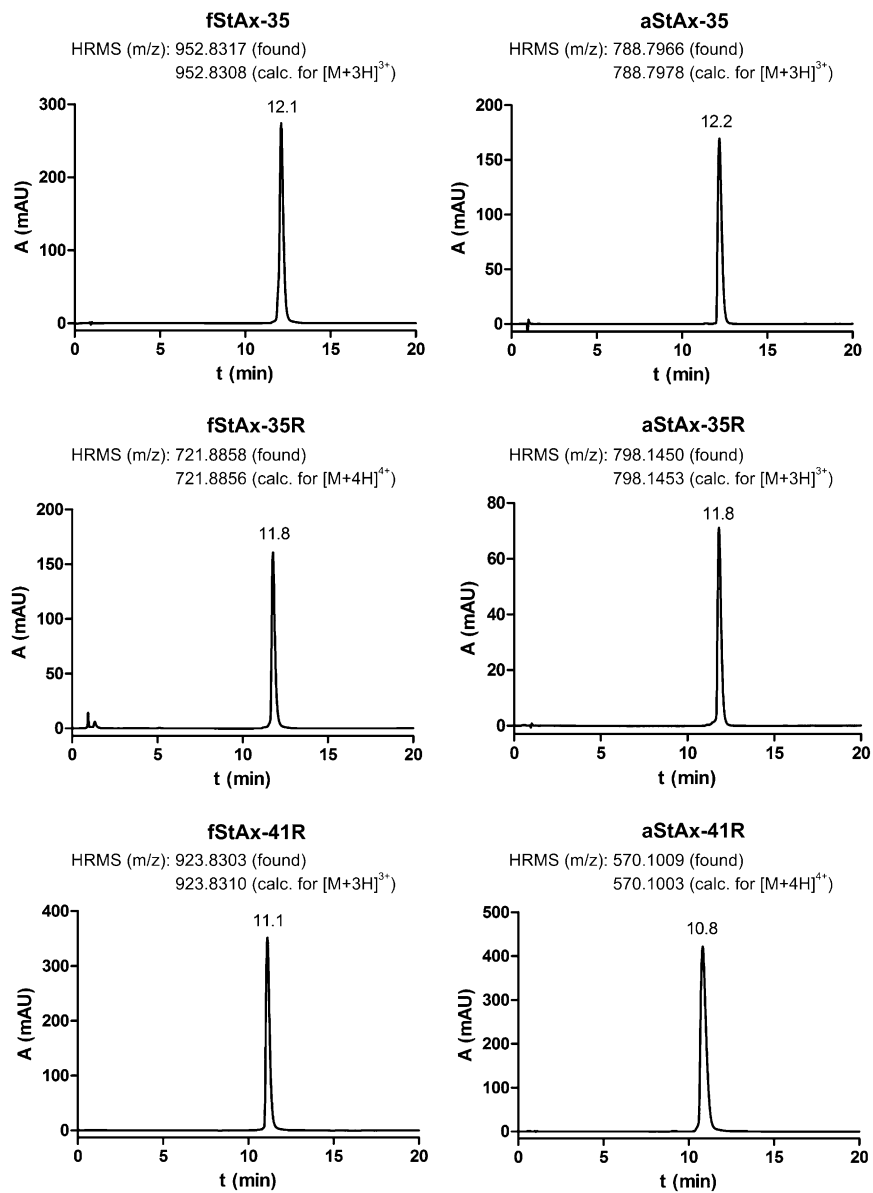 fStAx-35
HRMS (m/z): 952.8317 (found)
952.8308 (calc. for [M+3H]³⁺)
300
200
100
0
A (mAU)
12.1
0 5 10 15 20
t (min)
aStAx-35
HRMS (m/z): 788.7966 (found)
788.7978 (calc. for [M+3H]³⁺)
200
150
100
50
0
A (mAU)
12.2
0 5 10 15 20
t (min)
fStAx-35R
HRMS (m/z): 721.8858 (found)
721.8856 (calc. for [M+4H]⁴⁺)
200
150
100
50
0
A (mAU)
11.8
0 5 10 15 20
t (min)
aStAx-35R
HRMS (m/z): 798.1450 (found)
798.1453 (calc. for [M+3H]³⁺)
80
60
40
20
0
A (mAU)
11.8
0 5 10 15 20
t (min)
fStAx-41R
HRMS (m/z): 923.8303 (found)
923.8310 (calc. for [M+3H]³⁺)
400
300
200
100
0
A (mAU)
11.1
0 5 10 15 20
t (min)
aStAx-41R
HRMS (m/z): 570.1009 (found)
570.1003 (calc. for [M+4H]⁴⁺)
500
400
300
200
100
0
A (mAU)
10.8
0 5 10 15 20
t (min)